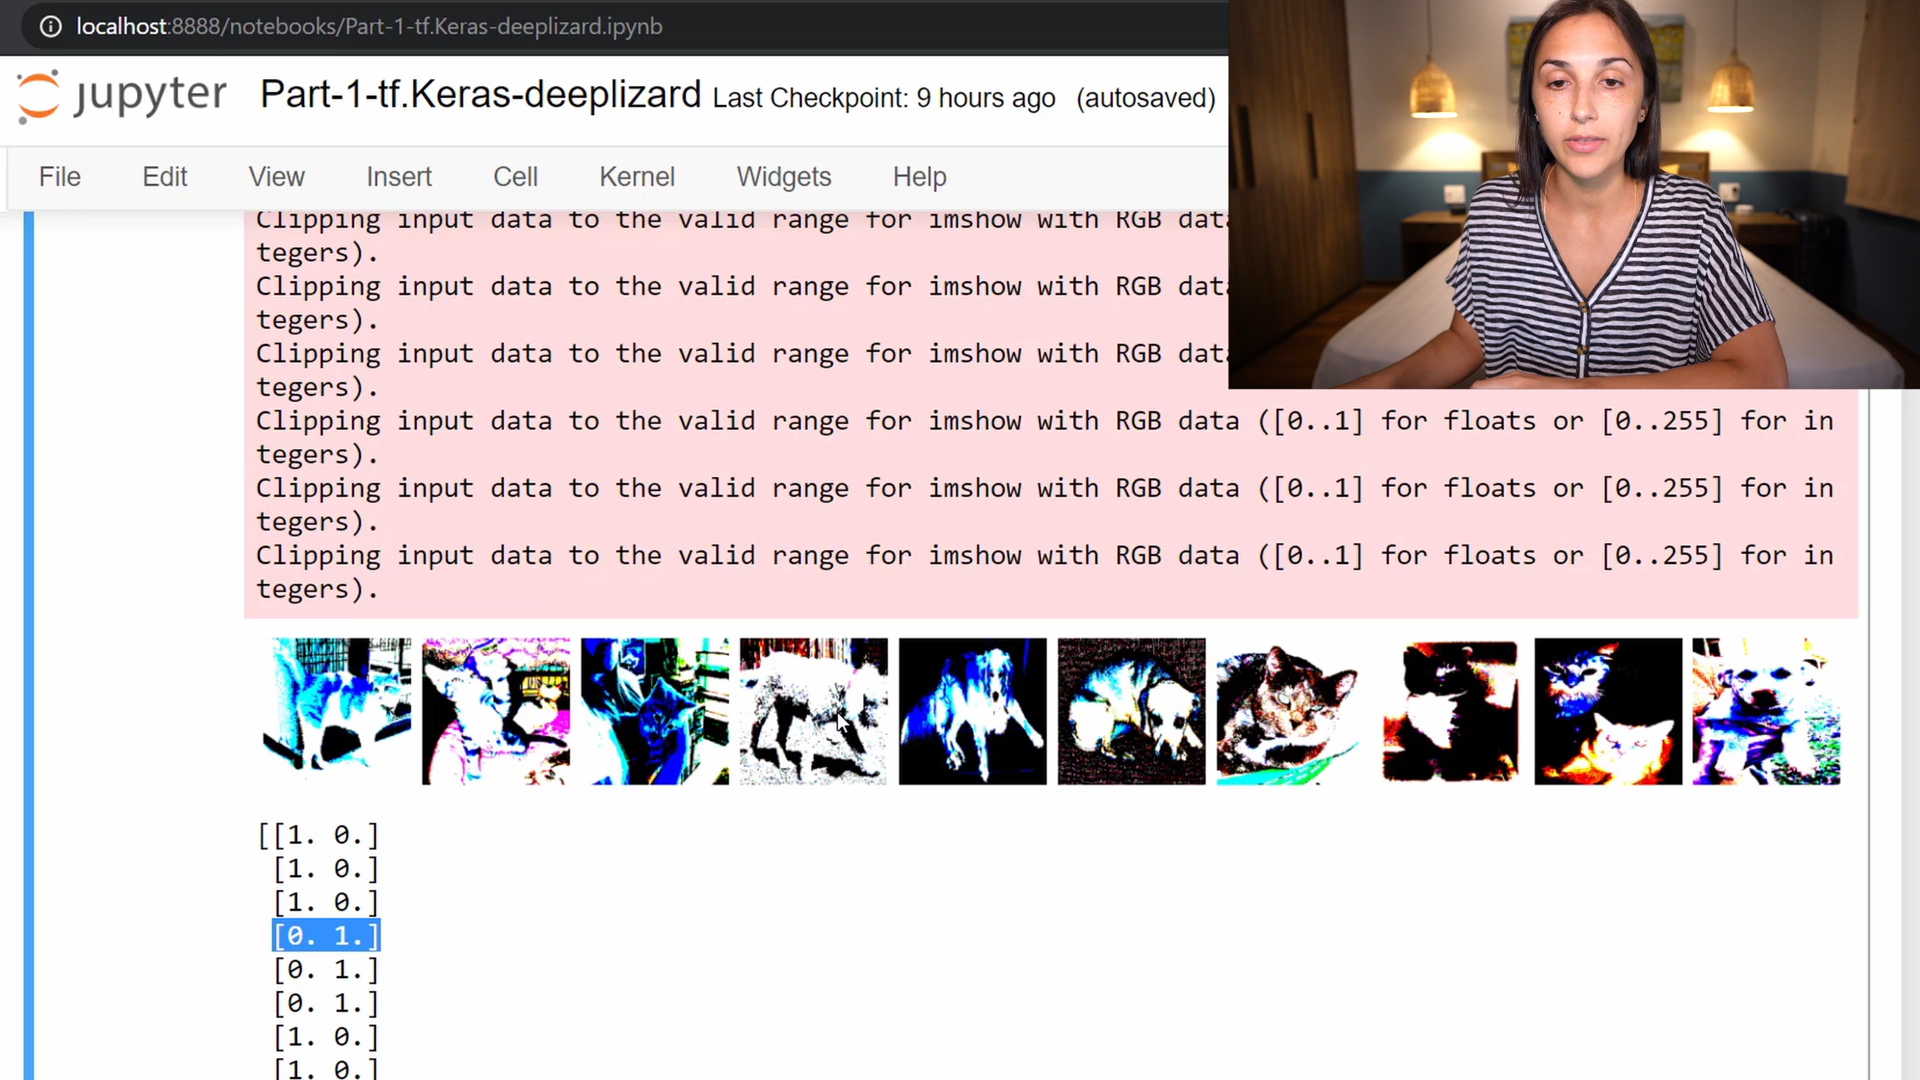 localhost:8888/notebooks/Part-1-tf.Keras-deeplizard.ipynb
jupyter Part-1-tf.Keras-deeplizard Last Checkpoint: 9 hours ago (autosaved)
File Edit View Insert Cell Kernel Widgets Help
Clipping input data to the valid range for imshow with RGB data
tegers).
Clipping input data to the valid range for imshow with RGB data
tegers).
Clipping input data to the valid range for imshow with RGB data
tegers).
Clipping input data to the valid range for imshow with RGB data ([0..1] for floats or [0..255] for in
tegers).
Clipping input data to the valid range for imshow with RGB data ([0..1] for floats or [0..255] for in
tegers).
Clipping input data to the valid range for imshow with RGB data ([0..1] for floats or [0..255] for in
tegers).
[[1. 0.]
[1. 0.]
[1. 0.]
[0. 1.]
[0. 1.]
[0. 1.]
[1. 0.]
[1. 0.]